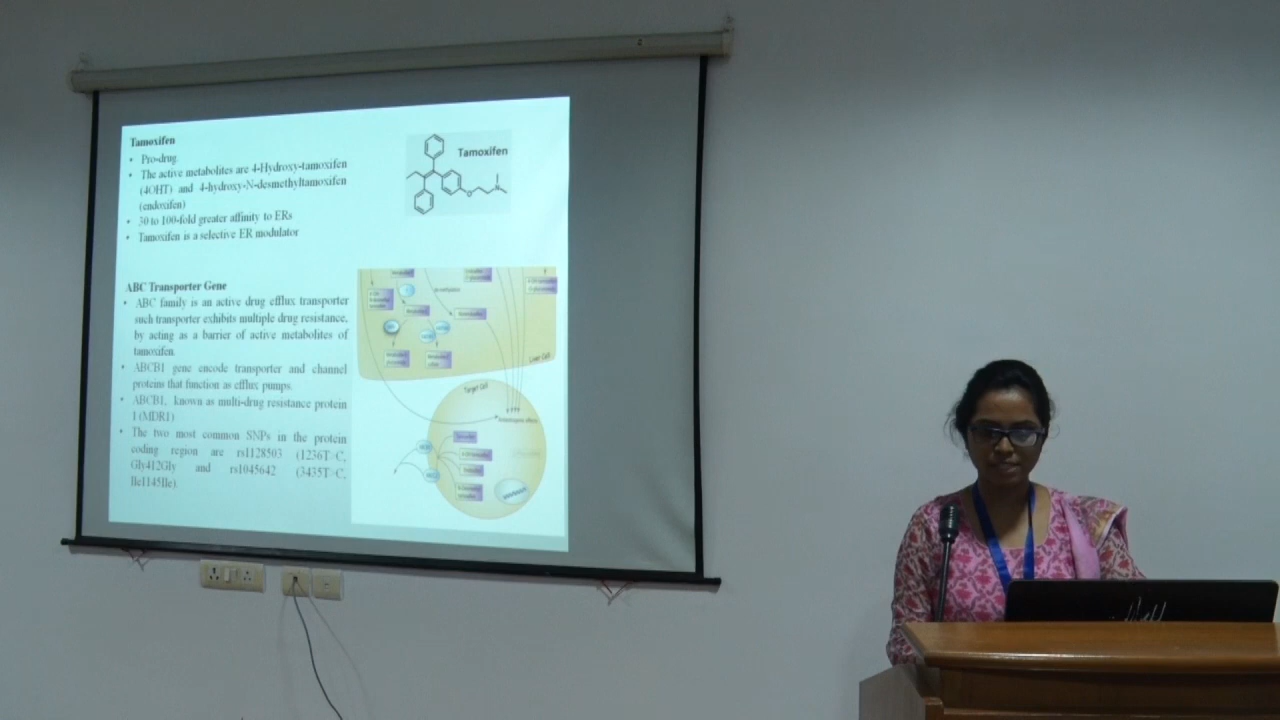 Tamoxifen
• Pro-drug.
• The active metabolites are 4-Hydroxy-tamoxifen
(4OHT) and 4-hydroxy-N-desmethyltamoxifen
(endoxifen)
• 30 to 100-fold greater affinity to ERs
• Tamoxifen is a selective ER modulator
Tamoxifen
O
N
ABC Transporter Gene
• ABC family is an active drug efflux transporter
such transporter exhibits multiple drug resistance,
by acting as a barrier of active metabolites of
tamoxifen.
• ABCB1 gene encode transporter and channel
proteins that function as efflux pumps.
• ABCB1, known as multi-drug resistance protein
1 (MDR1)
• The two most common SNPs in the protein
coding region are rs1128503 (1236T>C,
Gly412Gly and rs1045642 (3435T>C,
Ile1145Ile).
Liver Cell
Target Cell